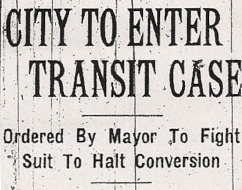 CITY TO ENTER
TRANSIT CASE
Ordered By Mayor To Fight
Suit To Halt Conversion